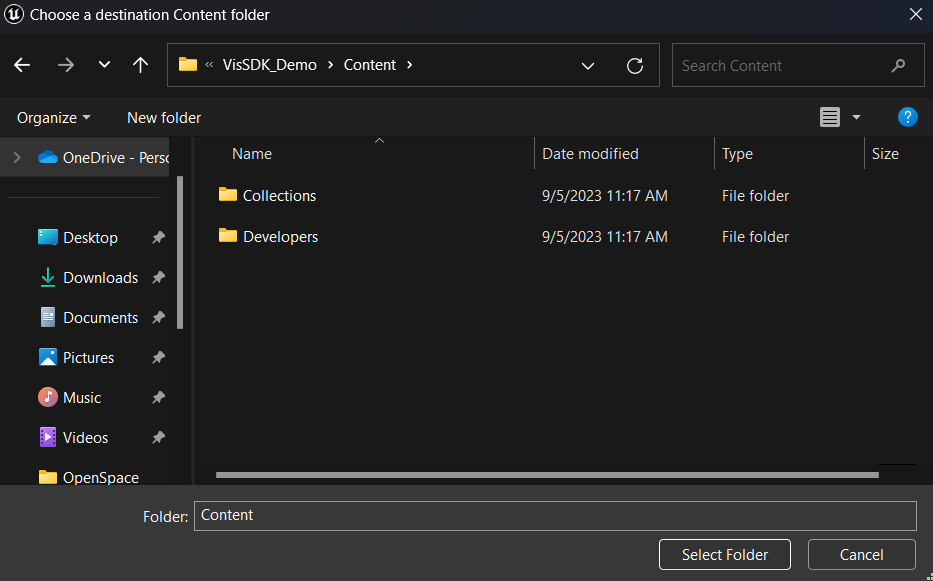 Choose a destination Content folder
« VisSDK_Demo > Content >
Search Content
Organize
New folder
?
OneDrive - Perso
Name
Date modified
Type
Size
Collections
9/5/2023 11:17 AM
File folder
Developers
9/5/2023 11:17 AM
File folder
Desktop
Downloads
Documents
Pictures
Music
Videos
OpenSpace
Folder:
Content
Select Folder
Cancel